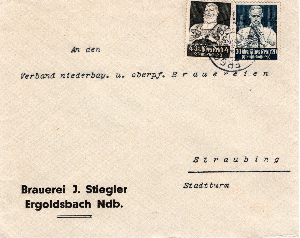 An den
Verband niederbay. u. oberpf. Brauereien
Straubing
Stadtturm
Brauerei J. Stiegler
Ergoldsbach Ndb.